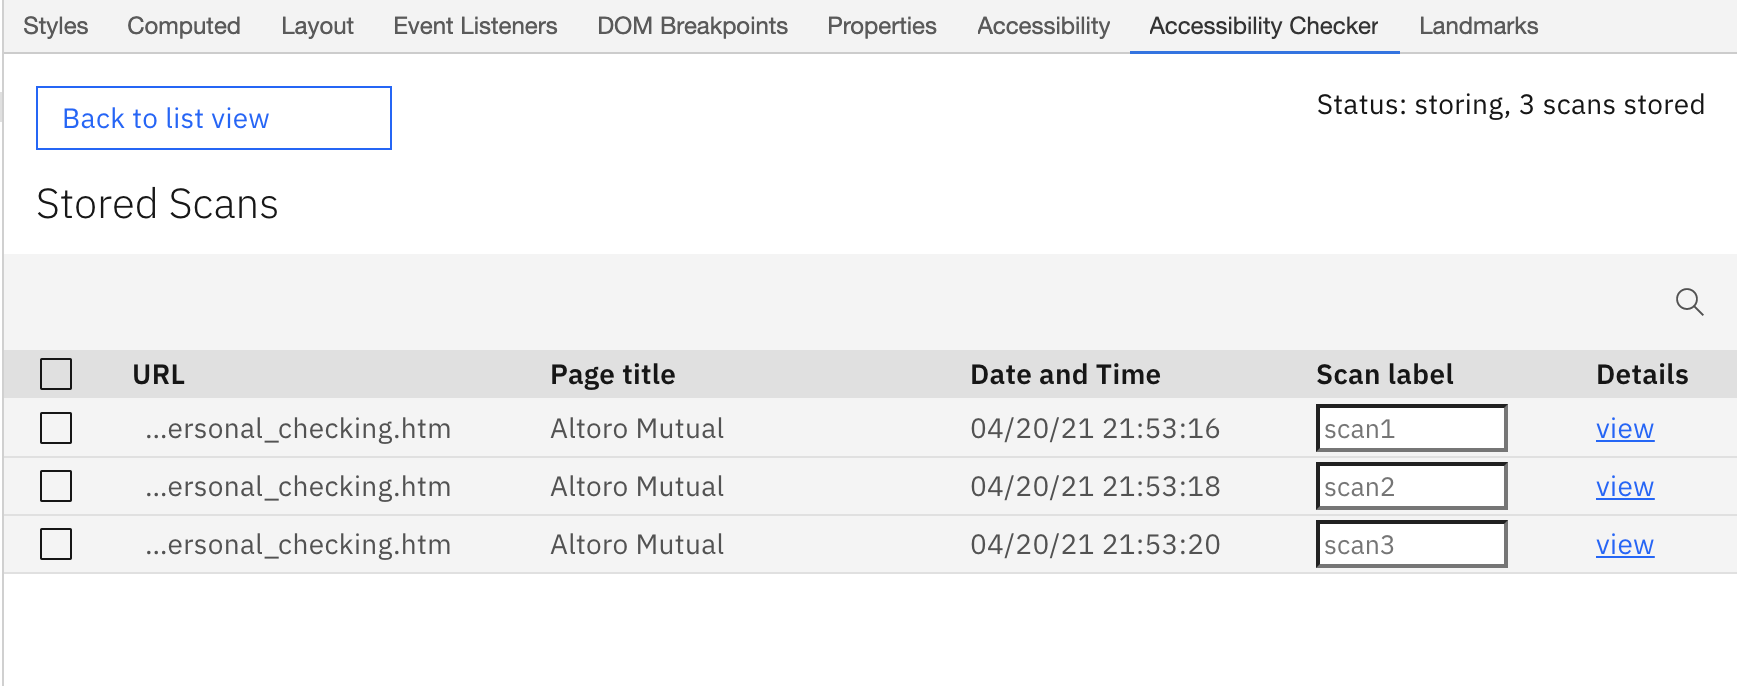 Styles Computed Layout Event Listeners DOM Breakpoints Properties Accessibility Accessibility Checker Landmarks
Back to list view
Status: storing, 3 scans stored
Stored Scans
URL Page title Date and Time Scan label Details
...ersonal_checking.htm Altoro Mutual 04/20/21 21:53:16 scan1 view
...ersonal_checking.htm Altoro Mutual 04/20/21 21:53:18 scan2 view
...ersonal_checking.htm Altoro Mutual 04/20/21 21:53:20 scan3 view